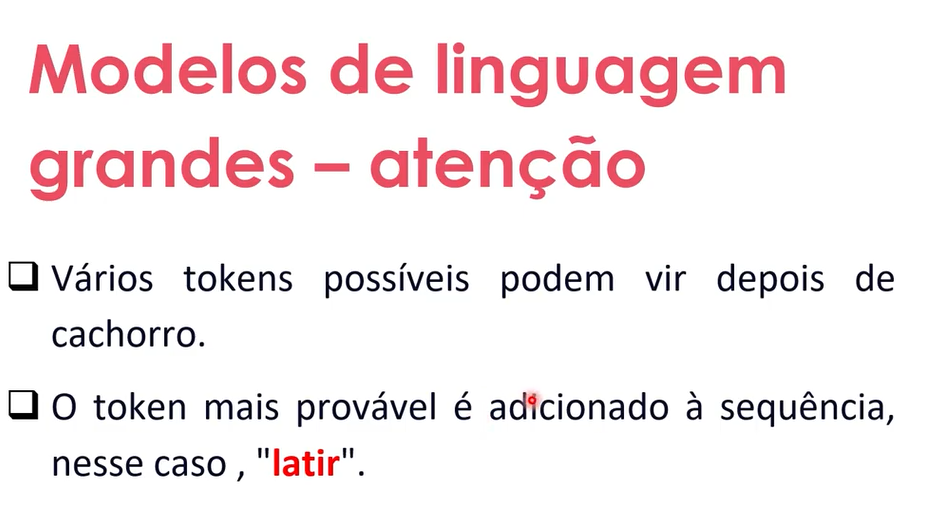 Modelos de linguagem
grandes – atenção
Vários tokens possíveis podem vir depois de
cachorro.
O token mais provável é adicionado à sequência,
nesse caso , "latir".